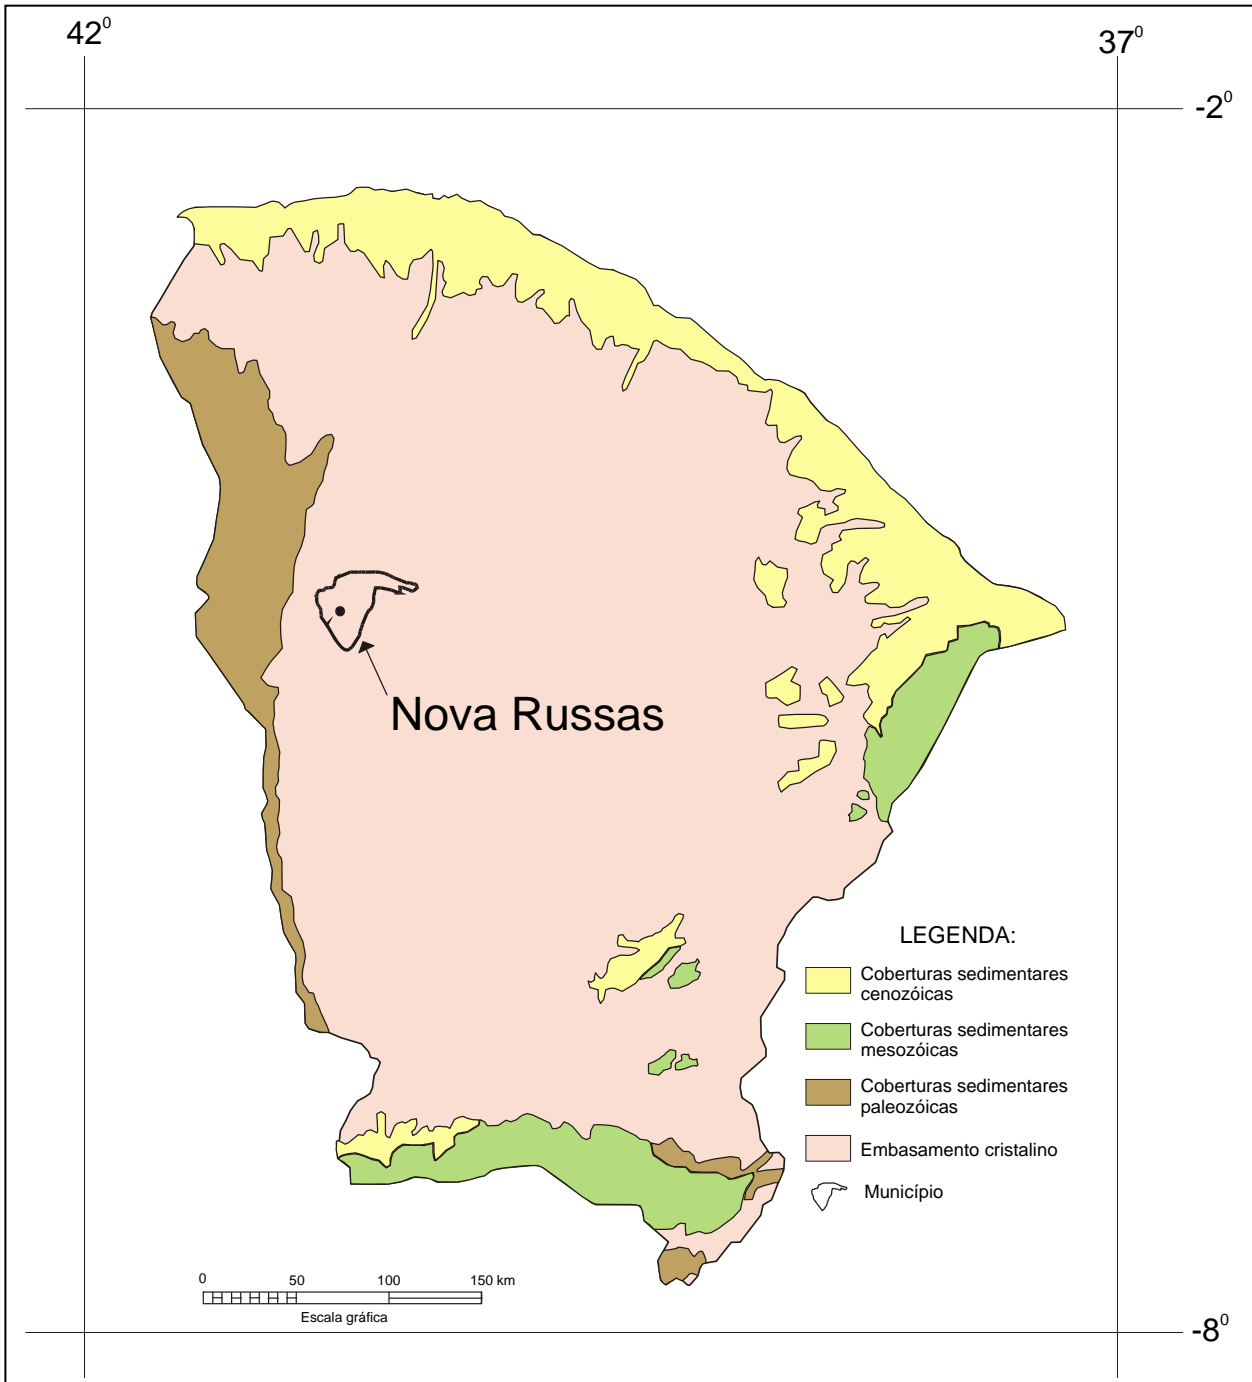 42⁰
37⁰
-2⁰
Nova Russas
LEGENDA:
Coberturas sedimentares
cenozóicas
Coberturas sedimentares
mesozóicas
Coberturas sedimentares
paleozóicas
Embasamento cristalino
Município
0 50 100 150 km
Escala gráfica
-8⁰